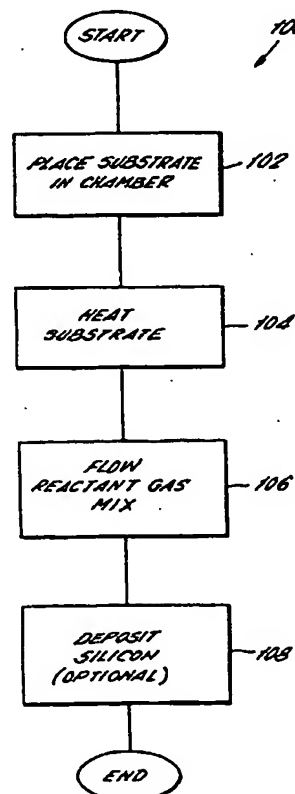 START
PLACE SUBSTRATE
IN CHAMBER
102
HEAT
SUBSTRATE
104
FLOW
REACTANT GAS
MIX
106
DEPOSIT
SILICON
(OPTIONAL)
108
END